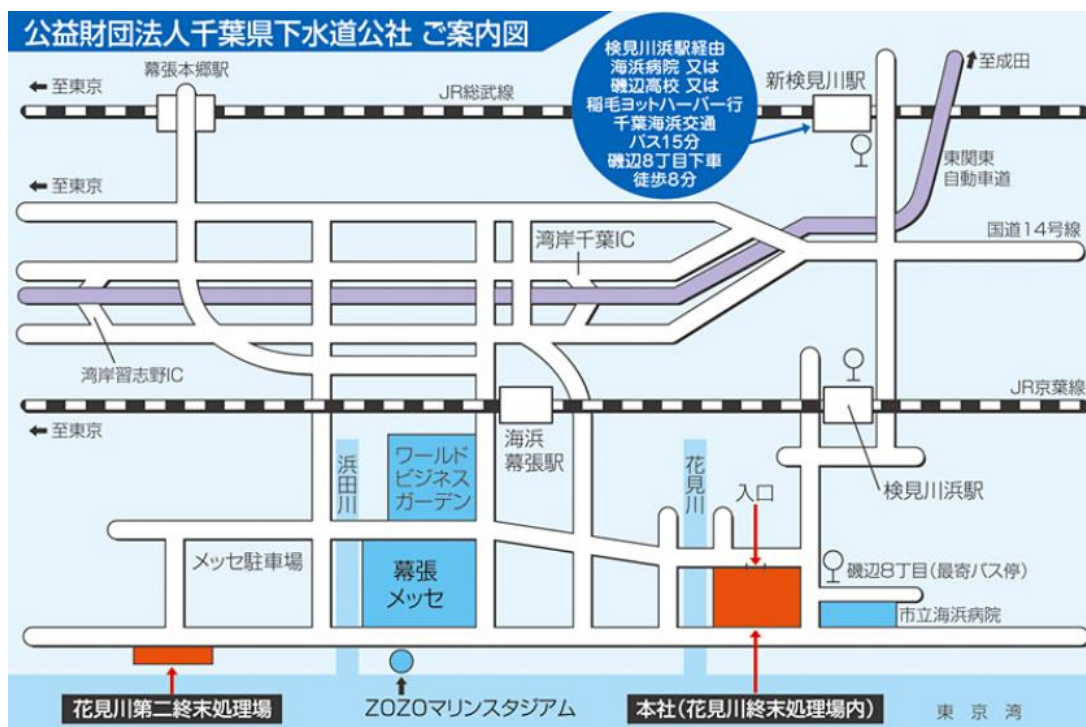 公益財団法人千葉県下水道公社 ご案内図
検見川浜駅経由
海浜病院 又は
磯辺高校 又は
稲毛ヨットハーバー行
千葉海浜交通
バス15分
磯辺8丁目下車
徒歩8分
至成田
幕張本郷駅
至東京
JR総武線
新検見川駅
東関東
自動車道
至東京
国道14号線
湾岸千葉IC
湾岸習志野IC
JR京葉線
至東京
海浜
幕張駅
検見川浜駅
浜田川
ワールド
ビジネス
ガーデン
花見川
入口
メッセ駐車場
幕張
メッセ
磯辺8丁目(最寄バス停)
市立海浜病院
花見川第二終末処理場
ZOZOマリンスタジアム
本社(花見川終末処理場内)
東京湾